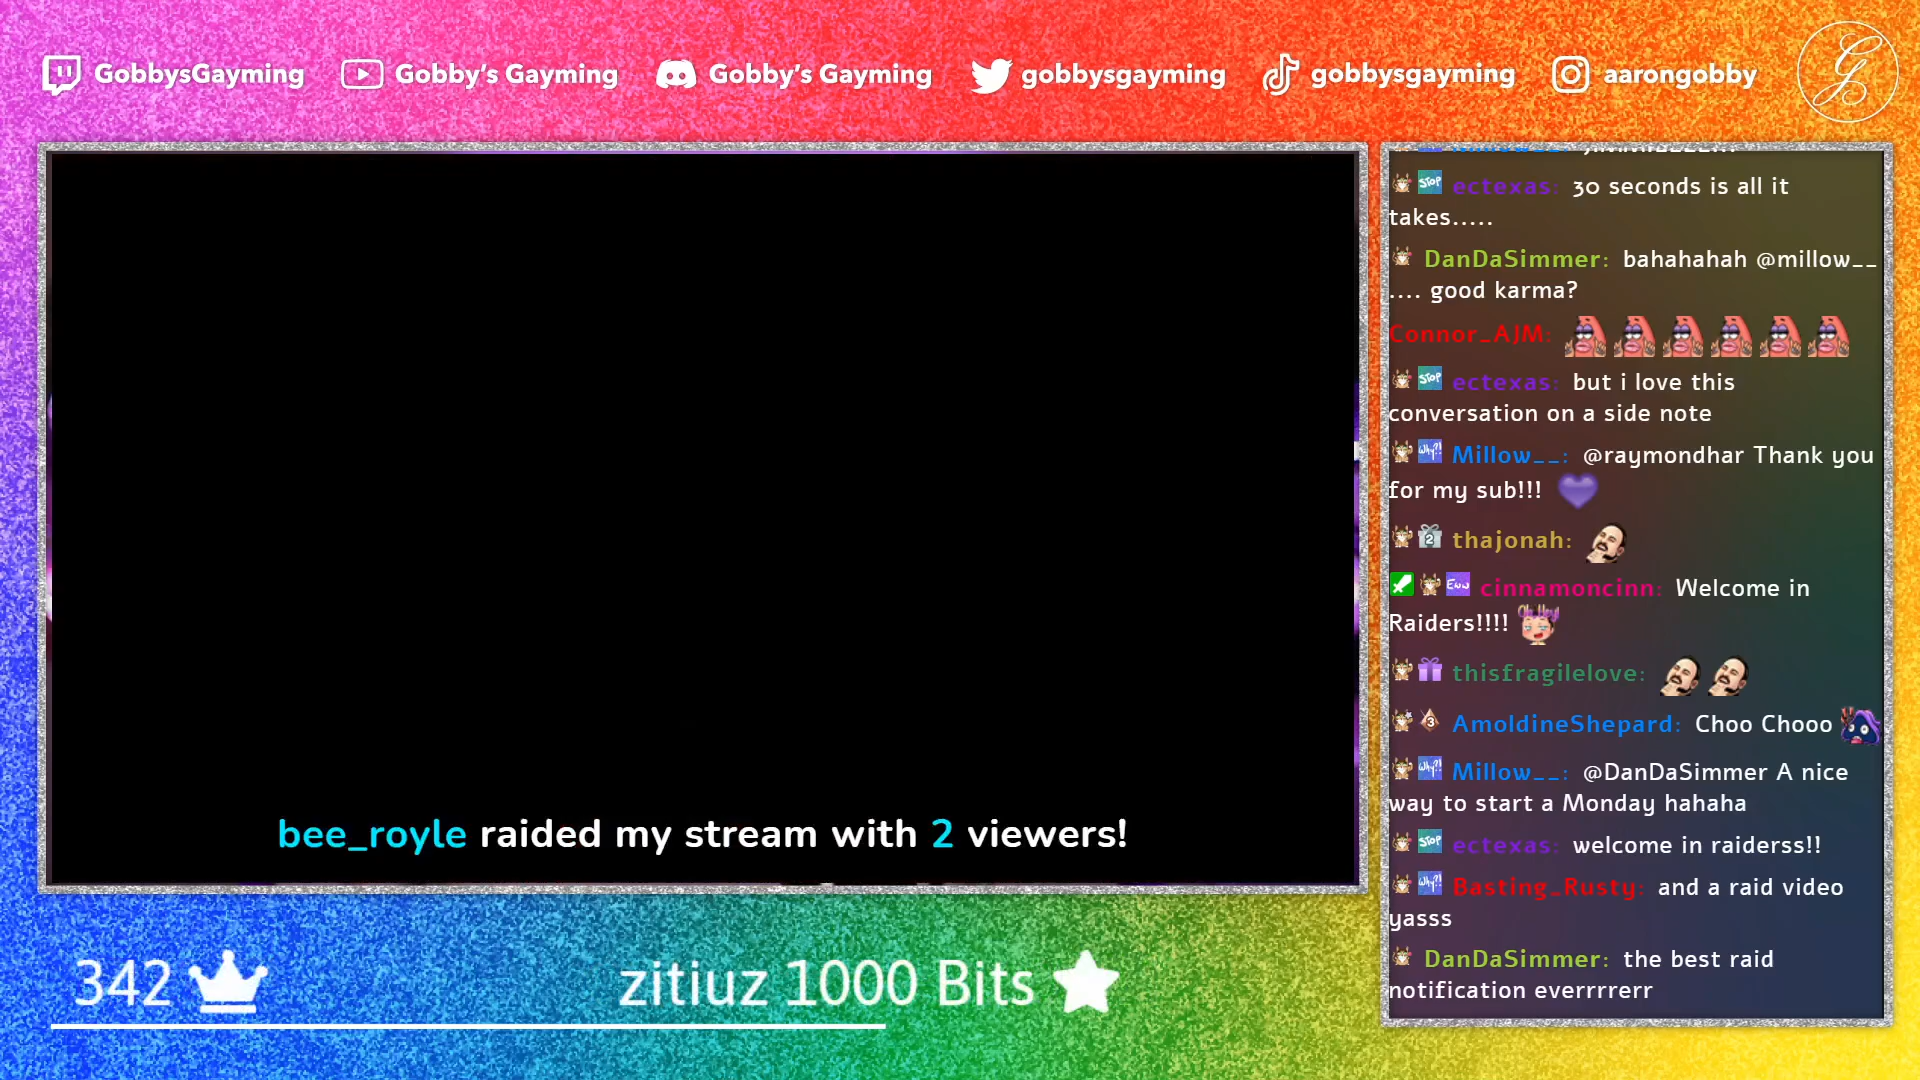 GobbysGayming Gobby's Gayming Gobby's Gayming gobbysgayming gobbysgayming aarongobby
ectexas: 30 seconds is all it
takes.....
DanDaSimmer: bahahahah @millow__
.... good karma?
Connor_AJM:
ectexas: but i love this
conversation on a side note
Millow__: @raymondhar Thank you
for my sub!!!
thajonah:
cinnamoncinn: Welcome in
Raiders!!!!
thisfragilelove:
AmoldineShepard: Choo Chooo
Millow__: @DanDaSimmer A nice
way to start a Monday hahaha
ectexas: welcome in raiderss!!
Basting_Rusty: and a raid video
yasss
DanDaSimmer: the best raid
notification everrrrerr
bee_royle raided my stream with 2 viewers!
342
zitiuz 1000 Bits